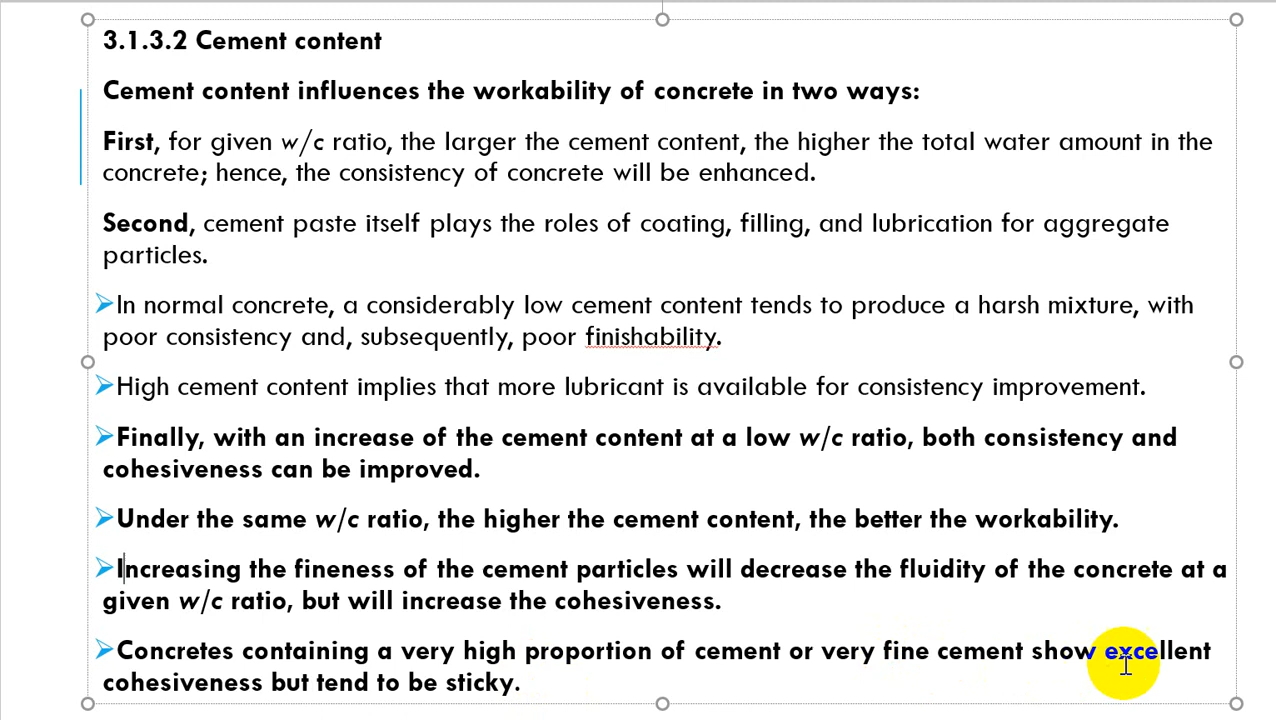 3.1.3.2 Cement content
Cement content influences the workability of concrete in two ways:
First, for given w/c ratio, the larger the cement content, the higher the total water amount in the
concrete; hence, the consistency of concrete will be enhanced.
Second, cement paste itself plays the roles of coating, filling, and lubrication for aggregate
particles.
➢In normal concrete, a considerably low cement content tends to produce a harsh mixture, with
poor consistency and, subsequently, poor finishability.
➢High cement content implies that more lubricant is available for consistency improvement.
➢Finally, with an increase of the cement content at a low w/c ratio, both consistency and
cohesiveness can be improved.
➢Under the same w/c ratio, the higher the cement content, the better the workability.
➢Increasing the fineness of the cement particles will decrease the fluidity of the concrete at a
given w/c ratio, but will increase the cohesiveness.
➢Concretes containing a very high proportion of cement or very fine cement show excellent
cohesiveness but tend to be sticky.